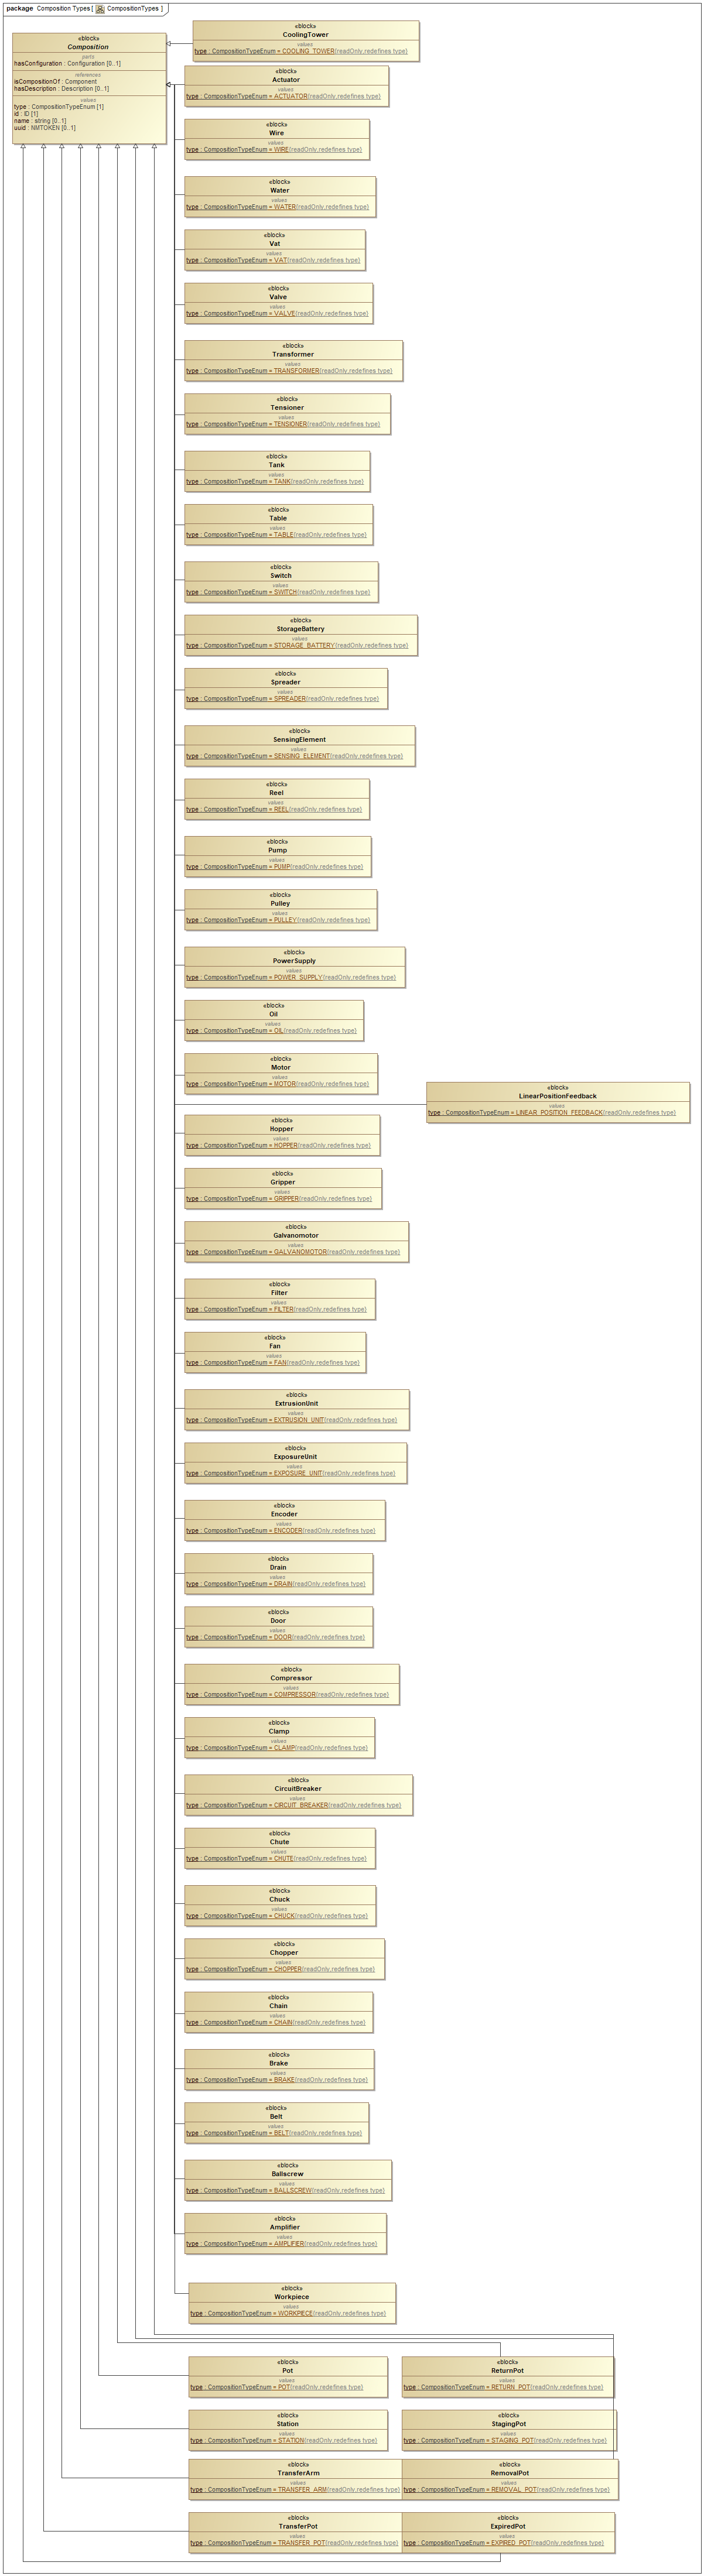 package Composition Types [ CompositionTypes ]
«block»
Composition
parts
hasConfiguration : Configuration [0..1]
references
isCompositionOf : Component
hasDescription : Description [0..1]
values
type : CompositionTypeEnum [1]
id : ID [1]
name : string [0..1]
uuid : NMTOKEN [0..1]
«block»
CoolingTower
values
type : CompositionTypeEnum = COOLING_TOWER{readOnly,redefines type}
«block»
Actuator
values
type : CompositionTypeEnum = ACTUATOR{readOnly,redefines type}
«block»
Wire
values
type : CompositionTypeEnum = WIRE{readOnly,redefines type}
«block»
Water
values
type : CompositionTypeEnum = WATER{readOnly,redefines type}
«block»
Vat
values
type : CompositionTypeEnum = VAT{readOnly,redefines type}
«block»
Valve
values
type : CompositionTypeEnum = VALVE{readOnly,redefines type}
«block»
Transformer
values
type : CompositionTypeEnum = TRANSFORMER{readOnly,redefines type}
«block»
Tensioner
values
type : CompositionTypeEnum = TENSIONER{readOnly,redefines type}
«block»
Tank
values
type : CompositionTypeEnum = TANK{readOnly,redefines type}
«block»
Table
values
type : CompositionTypeEnum = TABLE{readOnly,redefines type}
«block»
Switch
values
type : CompositionTypeEnum = SWITCH{readOnly,redefines type}
«block»
StorageBattery
values
type : CompositionTypeEnum = STORAGE_BATTERY{readOnly,redefines type}
«block»
Spreader
values
type : CompositionTypeEnum = SPREADER{readOnly,redefines type}
«block»
SensingElement
values
type : CompositionTypeEnum = SENSING_ELEMENT{readOnly,redefines type}
«block»
Reel
values
type : CompositionTypeEnum = REEL{readOnly,redefines type}
«block»
Pump
values
type : CompositionTypeEnum = PUMP{readOnly,redefines type}
«block»
Pulley
values
type : CompositionTypeEnum = PULLEY{readOnly,redefines type}
«block»
PowerSupply
values
type : CompositionTypeEnum = POWER_SUPPLY{readOnly,redefines type}
«block»
Oil
values
type : CompositionTypeEnum = OIL{readOnly,redefines type}
«block»
Motor
values
type : CompositionTypeEnum = MOTOR{readOnly,redefines type}
«block»
LinearPositionFeedback
values
type : CompositionTypeEnum = LINEAR_POSITION_FEEDBACK{readOnly,redefines type}
«block»
Hopper
values
type : CompositionTypeEnum = HOPPER{readOnly,redefines type}
«block»
Gripper
values
type : CompositionTypeEnum = GRIPPER{readOnly,redefines type}
«block»
Galvanomotor
values
type : CompositionTypeEnum = GALVANOMOTOR{readOnly,redefines type}
«block»
Filter
values
type : CompositionTypeEnum = FILTER{readOnly,redefines type}
«block»
Fan
values
type : CompositionTypeEnum = FAN{readOnly,redefines type}
«block»
ExtrusionUnit
values
type : CompositionTypeEnum = EXTRUSION_UNIT{readOnly,redefines type}
«block»
ExposureUnit
values
type : CompositionTypeEnum = EXPOSURE_UNIT{readOnly,redefines type}
«block»
Encoder
values
type : CompositionTypeEnum = ENCODER{readOnly,redefines type}
«block»
Drain
values
type : CompositionTypeEnum = DRAIN{readOnly,redefines type}
«block»
Door
values
type : CompositionTypeEnum = DOOR{readOnly,redefines type}
«block»
Compressor
values
type : CompositionTypeEnum = COMPRESSOR{readOnly,redefines type}
«block»
Clamp
values
type : CompositionTypeEnum = CLAMP{readOnly,redefines type}
«block»
CircuitBreaker
values
type : CompositionTypeEnum = CIRCUIT_BREAKER{readOnly,redefines type}
«block»
Chute
values
type : CompositionTypeEnum = CHUTE{readOnly,redefines type}
«block»
Chuck
values
type : CompositionTypeEnum = CHUCK{readOnly,redefines type}
«block»
Chopper
values
type : CompositionTypeEnum = CHOPPER{readOnly,redefines type}
«block»
Chain
values
type : CompositionTypeEnum = CHAIN{readOnly,redefines type}
«block»
Brake
values
type : CompositionTypeEnum = BRAKE{readOnly,redefines type}
«block»
Belt
values
type : CompositionTypeEnum = BELT{readOnly,redefines type}
«block»
Ballscrew
values
type : CompositionTypeEnum = BALLSCREW{readOnly,redefines type}
«block»
Amplifier
values
type : CompositionTypeEnum = AMPLIFIER{readOnly,redefines type}
«block»
Workpiece
values
type : CompositionTypeEnum = WORKPIECE{readOnly,redefines type}
«block»
Pot
values
type : CompositionTypeEnum = POT{readOnly,redefines type}
«block»
ReturnPot
values
type : CompositionTypeEnum = RETURN_POT{readOnly,redefines type}
«block»
Station
values
type : CompositionTypeEnum = STATION{readOnly,redefines type}
«block»
StagingPot
values
type : CompositionTypeEnum = STAGING_POT{readOnly,redefines type}
«block»
TransferArm
values
type : CompositionTypeEnum = TRANSFER_ARM{readOnly,redefines type}
«block»
RemovalPot
values
type : CompositionTypeEnum = REMOVAL_POT{readOnly,redefines type}
«block»
TransferPot
values
type : CompositionTypeEnum = TRANSFER_POT{readOnly,redefines type}
«block»
ExpiredPot
values
type : CompositionTypeEnum = EXPIRED_POT{readOnly,redefines type}